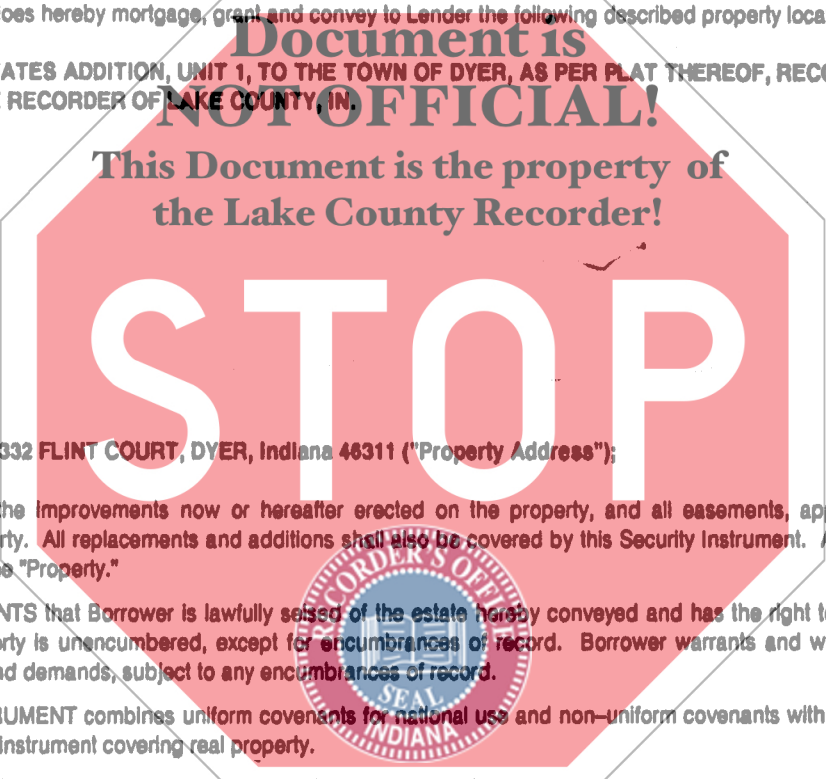 oes hereby mortgage, grant and convey to Lender the following described property loca
Document is
ATES ADDITION, UNIT 1, TO THE TOWN OF DYER, AS PER PLAT THEREOF, RECO
RECORDER OF LAKE COUNTY, IN.
NOT OFFICIAL!
This Document is the property of
the Lake County Recorder!
STOP
332 FLINT COURT, DYER, Indiana 46311 ("Property Address");
he improvements now or hereafter erected on the property, and all easements, ap
rty. All replacements and additions shall also be covered by this Security Instrument. A
e "Property."
NTS that Borrower is lawfully seised of the estate hereby conveyed and has the right t
rty is unencumbered, except for encumbrances of record. Borrower warrants and w
nd demands, subject to any encumbrances of record.
UMENT combines uniform covenants for national use and non-uniform covenants with
instrument covering real property.
RECORDER'S OFFICE
SEAL
INDIANA